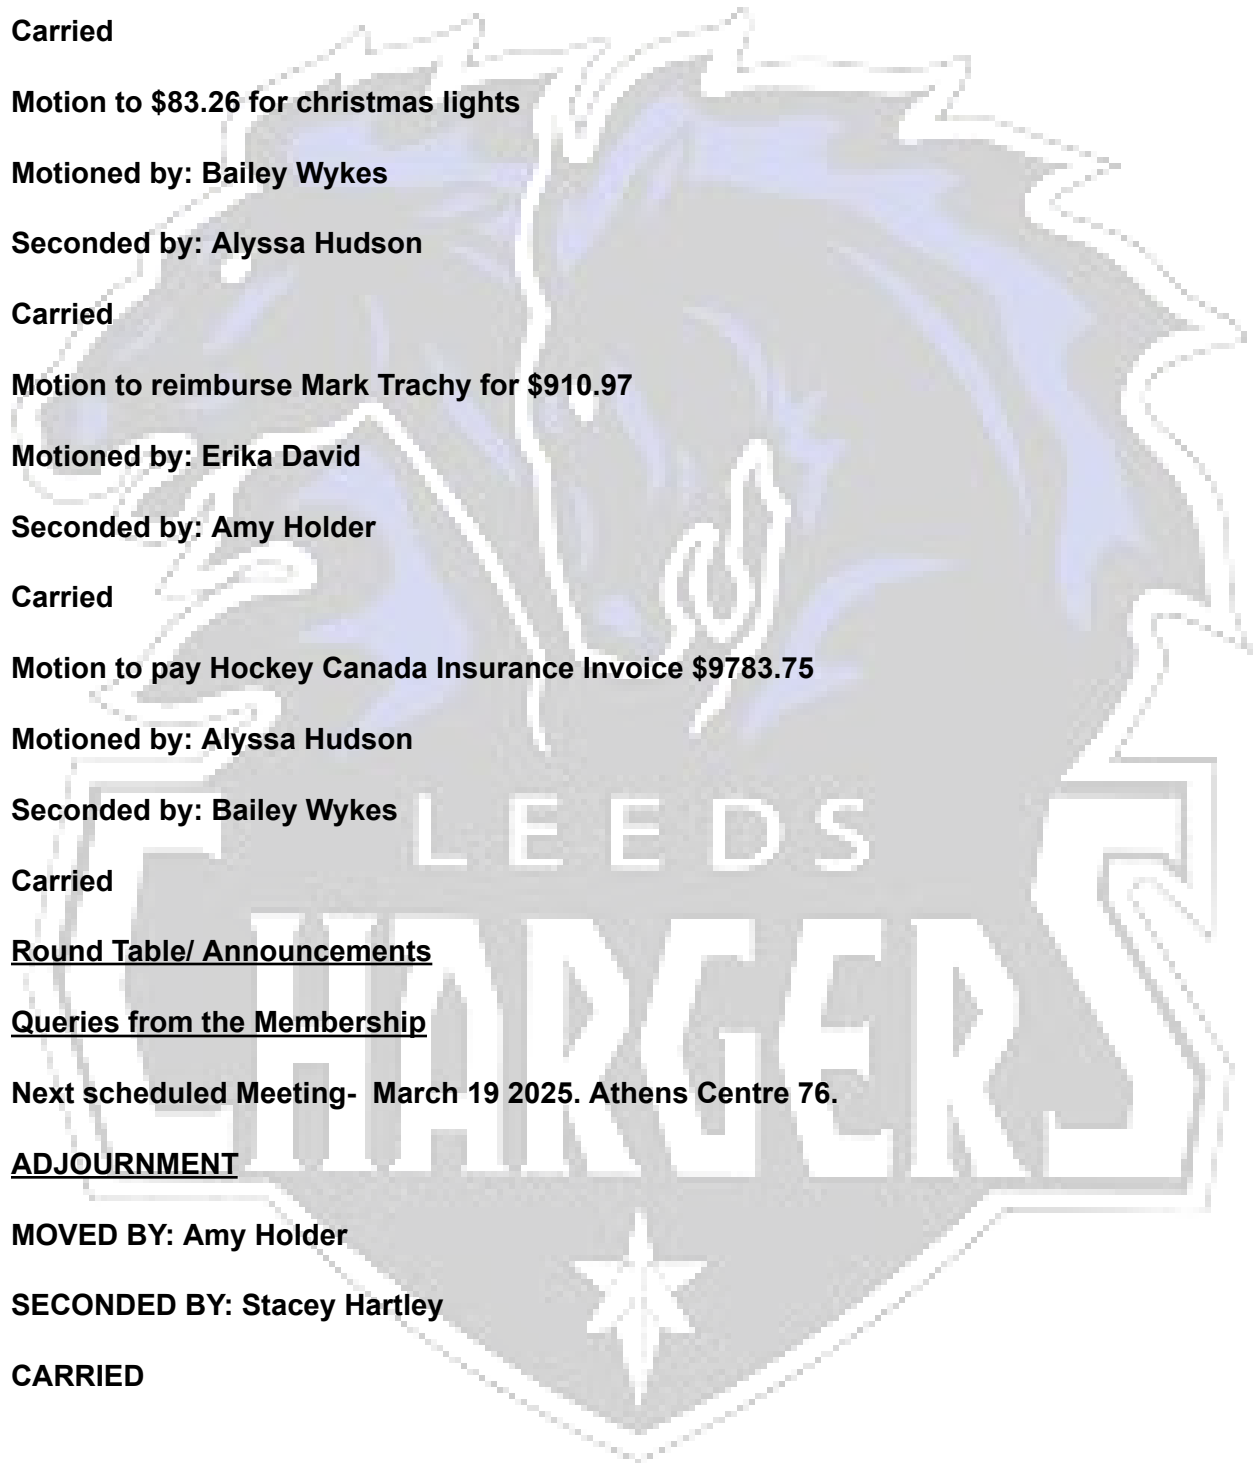 Carried
Motion to $83.26 for christmas lights
Motioned by: Bailey Wykes
Seconded by: Alyssa Hudson
Carried
Motion to reimburse Mark Trachy for $910.97
Motioned by: Erika David
Seconded by: Amy Holder
Carried
Motion to pay Hockey Canada Insurance Invoice $9783.75
Motioned by: Alyssa Hudson
Seconded by: Bailey Wykes
Carried
Round Table/ Announcements
Queries from the Membership
Next scheduled Meeting-  March 19 2025. Athens Centre 76.
ADJOURNMENT
MOVED BY: Amy Holder
SECONDED BY: Stacey Hartley
CARRIED
LEEDS
CHARGERS